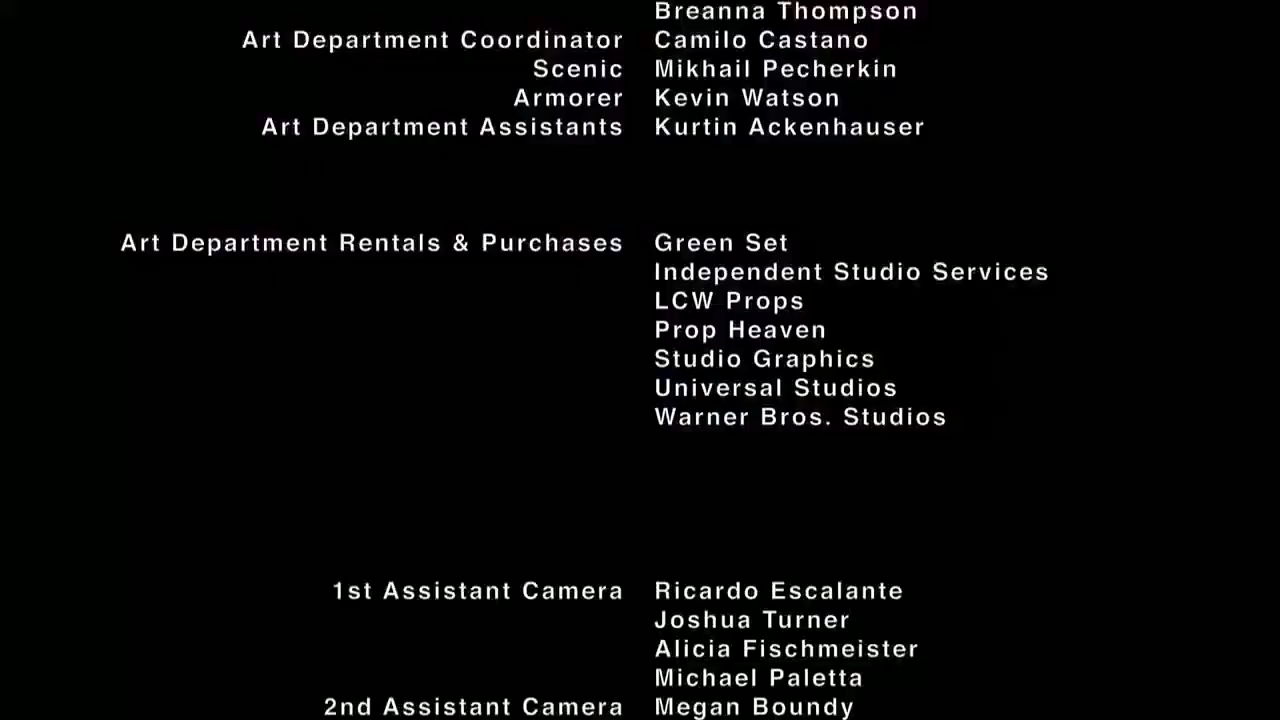 Breanna Thompson
Art Department Coordinator Camilo Castano
Scenic Mikhail Pecherkin
Armorer Kevin Watson
Art Department Assistants Kurtin Ackenhauser
Art Department Rentals & Purchases Green Set
Independent Studio Services
LCW Props
Prop Heaven
Studio Graphics
Universal Studios
Warner Bros. Studios
1st Assistant Camera Ricardo Escalante
Joshua Turner
Alicia Fischmeister
Michael Paletta
2nd Assistant Camera Megan Boundy